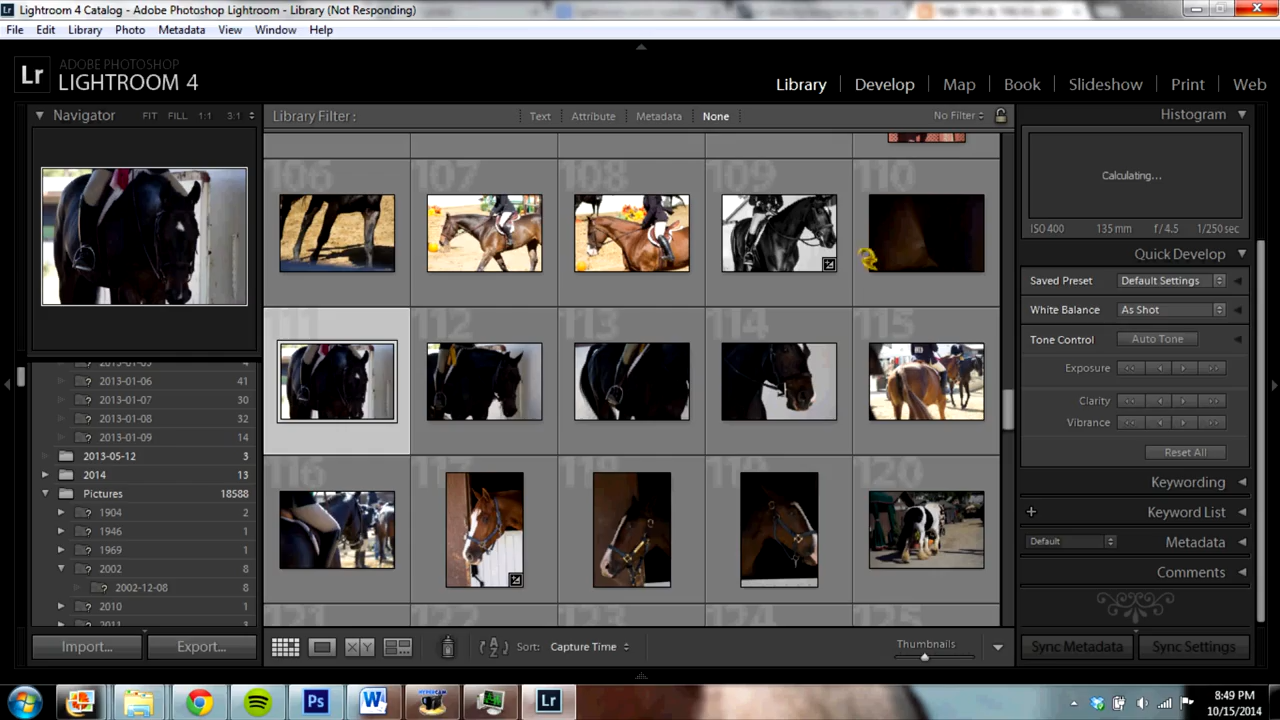 Lightroom 4 Catalog - Adobe Photoshop Lightroom - Library (Not Responding)
File Edit Library Photo Metadata View Window Help
Lr ADOBE PHOTOSHOP
LIGHTROOM 4
Library Develop Map Book Slideshow Print Web
Navigator FIT FILL 1:1 3:1
Library Filter : Text Attribute Metadata None No Filter
Histogram
106 107 108 109 110
Calculating...
ISO 400 135 mm f / 4.5 1/250 sec
Quick Develop
Saved Preset Default Settings
White Balance As Shot
Tone Control Auto Tone
Exposure
Clarity
Vibrance
Reset All
111 112 113 114 115
2013-01-06 41
2013-01-07 30
2013-01-08 32
2013-01-09 14
2013-05-12 3
2014 13
Pictures 18588
1904 2
1946 1
1969 1
2002 8
2002-12-08 8
2010 1
116 117 118 119 120
Keywording
Keyword List
Default Metadata
Comments
Import... Export...
Sort: Capture Time
Thumbnails
Sync Metadata Sync Settings
Ps W Lr
8:49 PM
10/15/2014